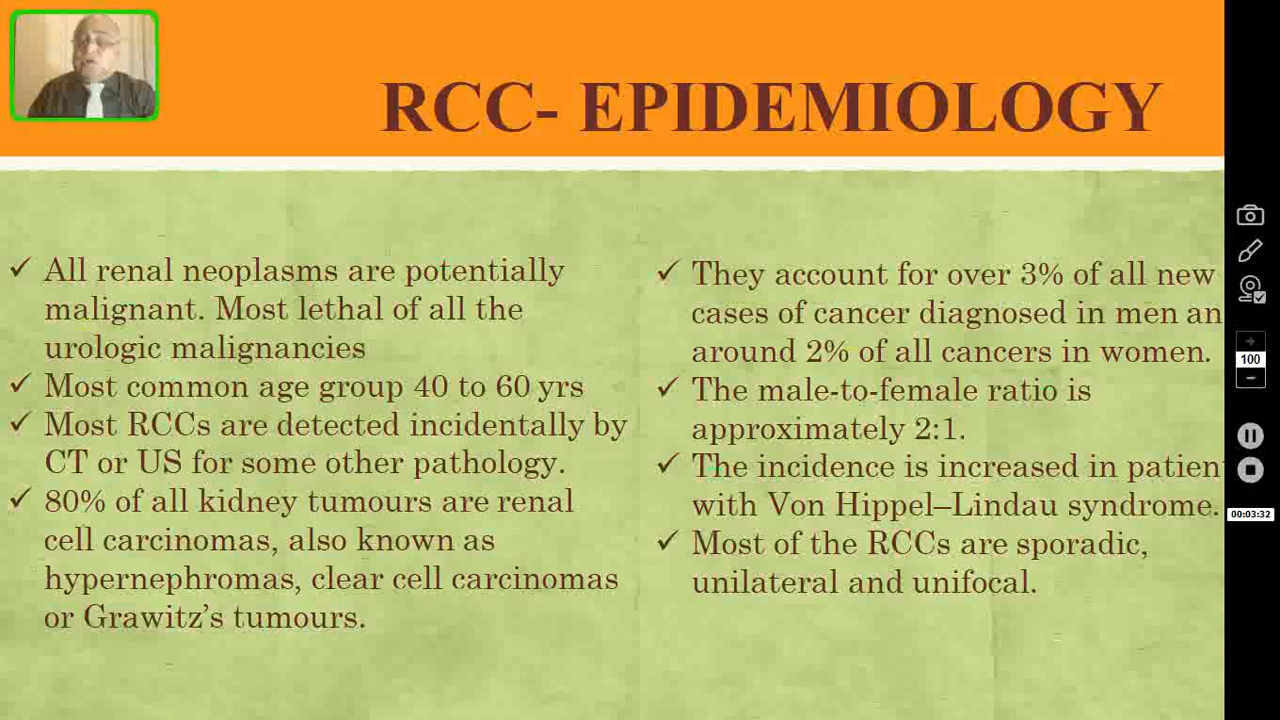 RCC- EPIDEMIOLOGY
All renal neoplasms are potentially
malignant. Most lethal of all the
urologic malignancies
Most common age group 40 to 60 yrs
Most RCCs are detected incidentally by
CT or US for some other pathology.
80% of all kidney tumours are renal
cell carcinomas, also known as
hypernephromas, clear cell carcinomas
or Grawitz’s tumours.
They account for over 3% of all new
cases of cancer diagnosed in men an
around 2% of all cancers in women.
The male-to-female ratio is
approximately 2:1.
The incidence is increased in patien
with Von Hippel–Lindau syndrome.
Most of the RCCs are sporadic,
unilateral and unifocal.
100
00:03:32